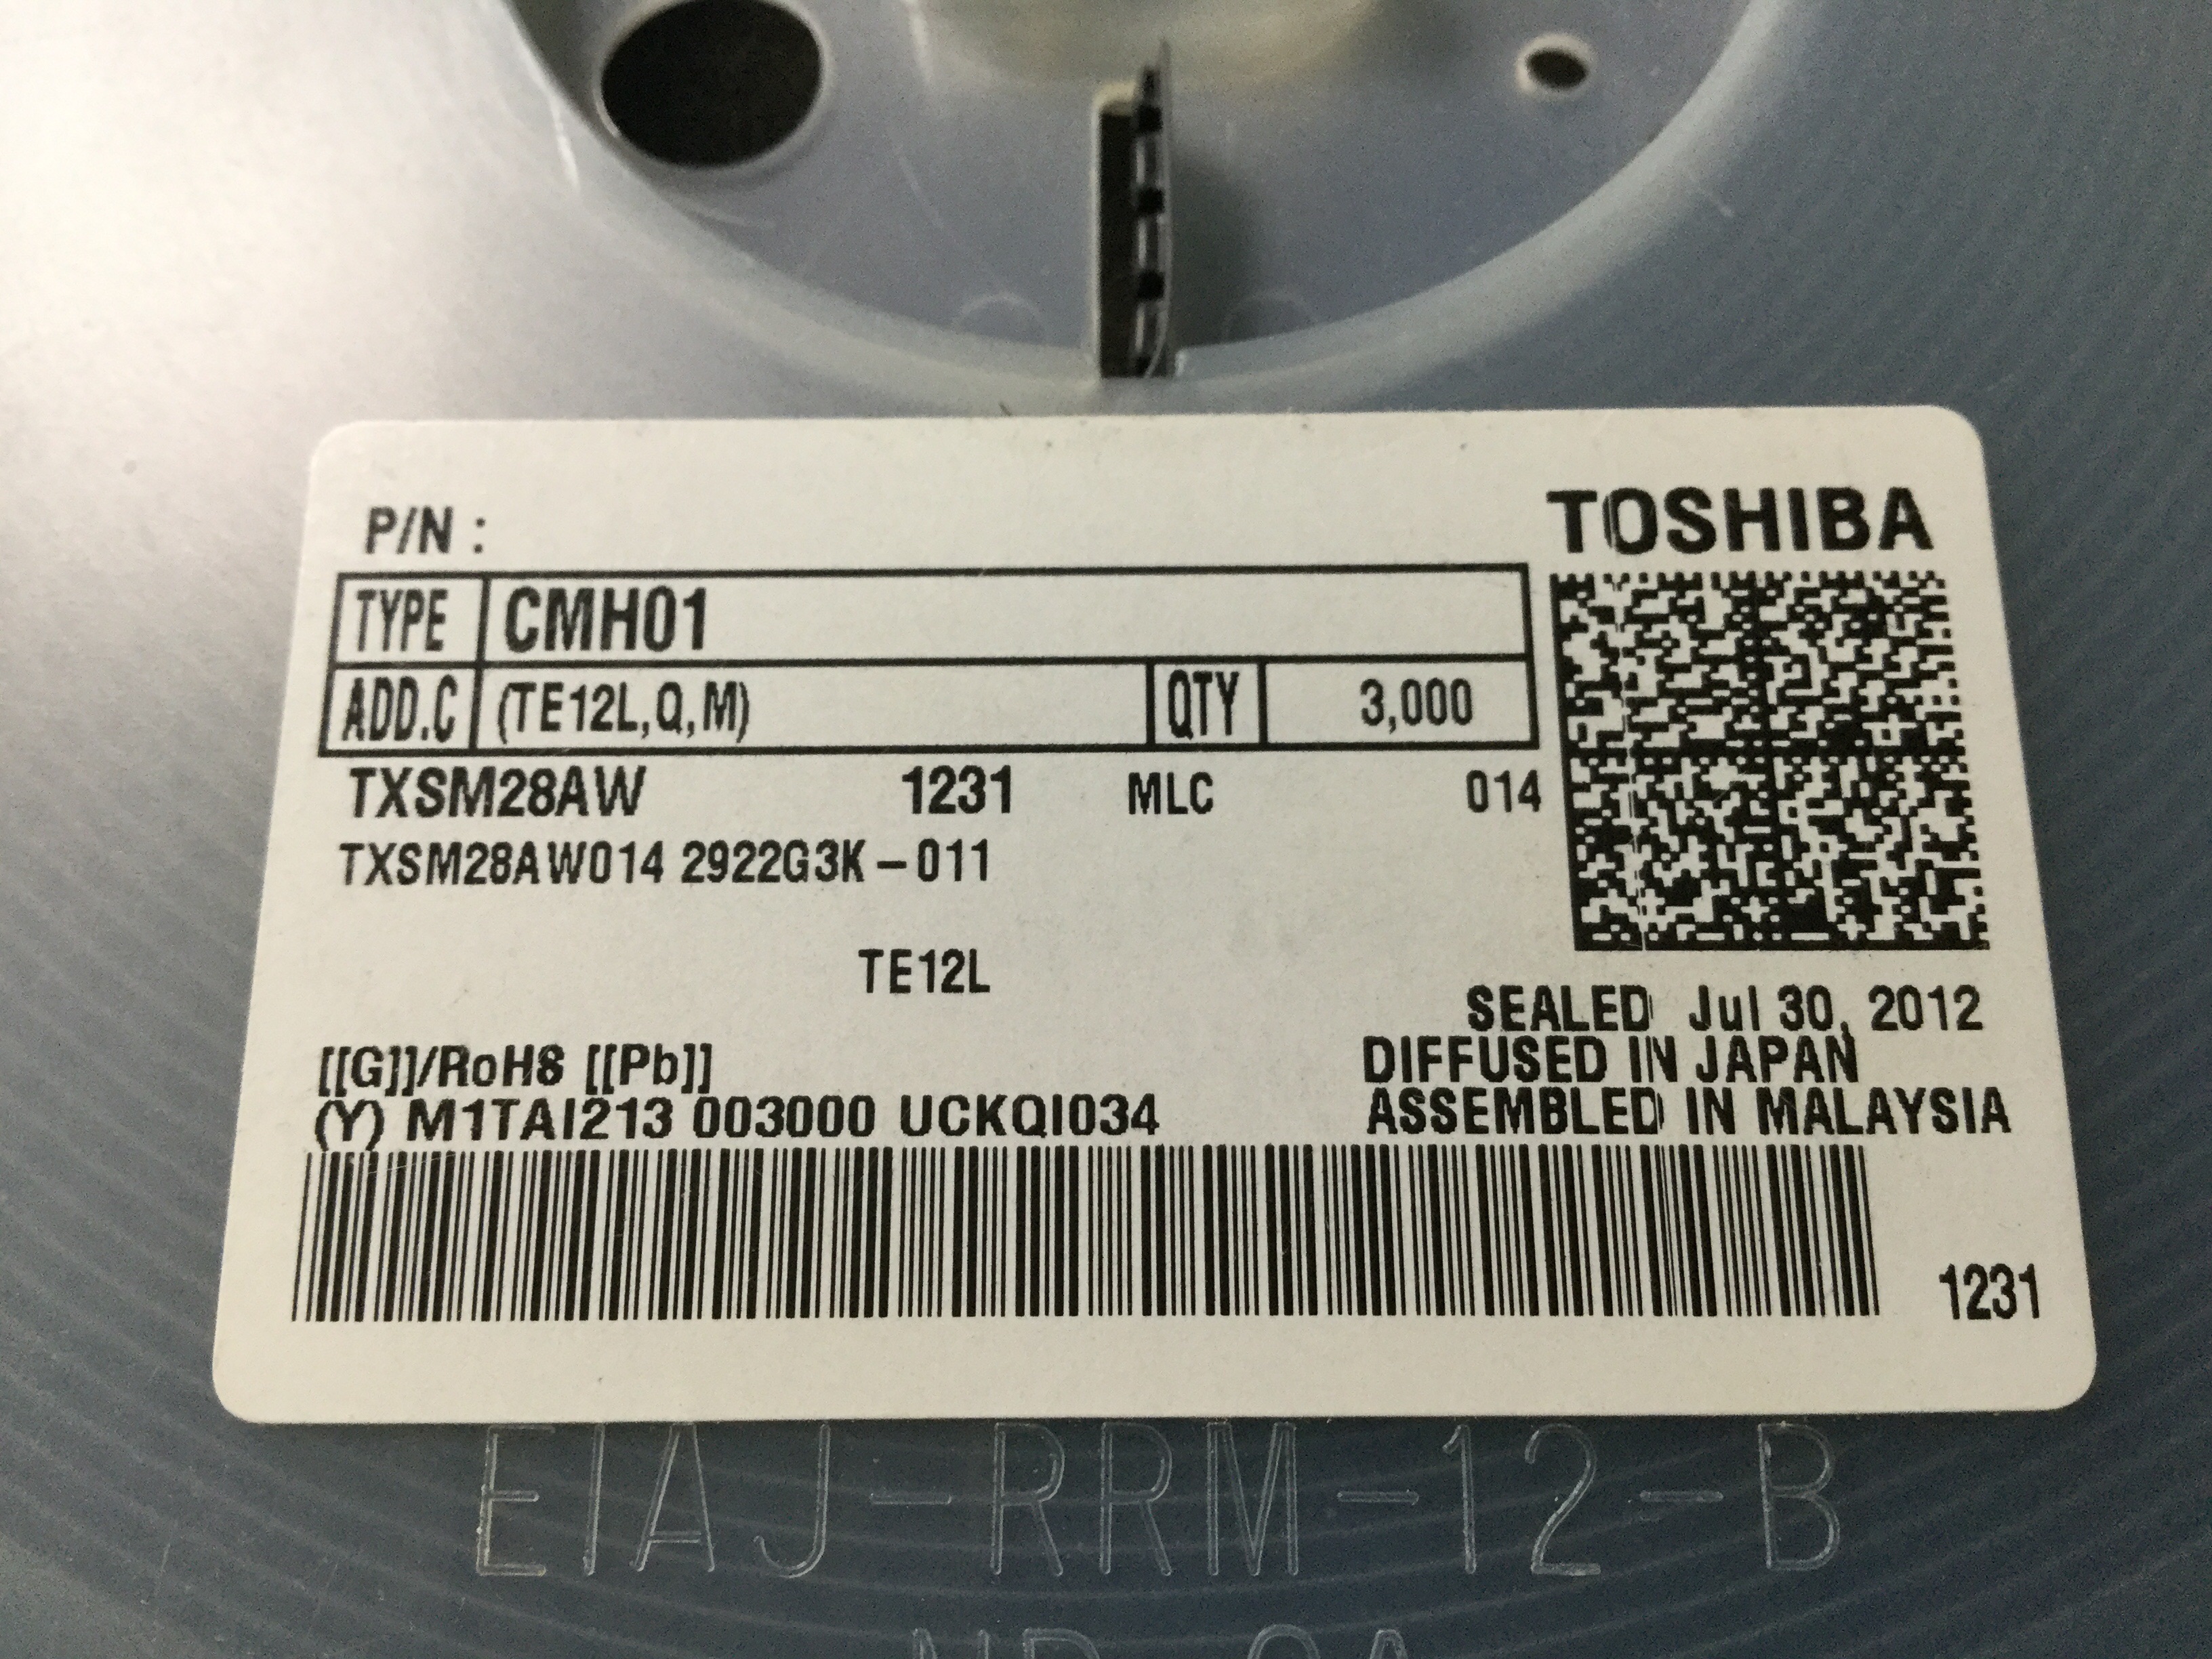 P/N :
TOSHIBA
TYPE CMH01
ADD.C (TE12L,Q,M) QTY 3,000
TXSM28AW 1231 MLC 014
TXSM28AW014 2922G3K-011
TE12L
SEALED Jul 30, 2012
[[G]]/RoHS [[Pb]] DIFFUSED IN JAPAN
(Y) M1TAI213 003000 UCKQI034 ASSEMBLED IN MALAYSIA
1231
EIAJ-RRM-12-B